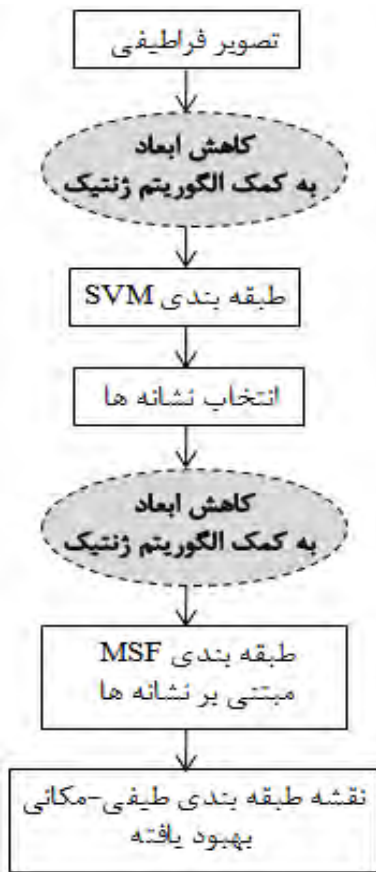 تصویر فراطیفی
کاهش ابعاد
به کمک الگوریتم ژنتیک
طبقه بندی SVM
انتخاب نشانه ها
کاهش ابعاد
به کمک الگوریتم ژنتیک
طبقه بندی MSF
مبتنی بر نشانه ها
نقشه طبقه بندی طیفی-مکانی
بهبود یافته